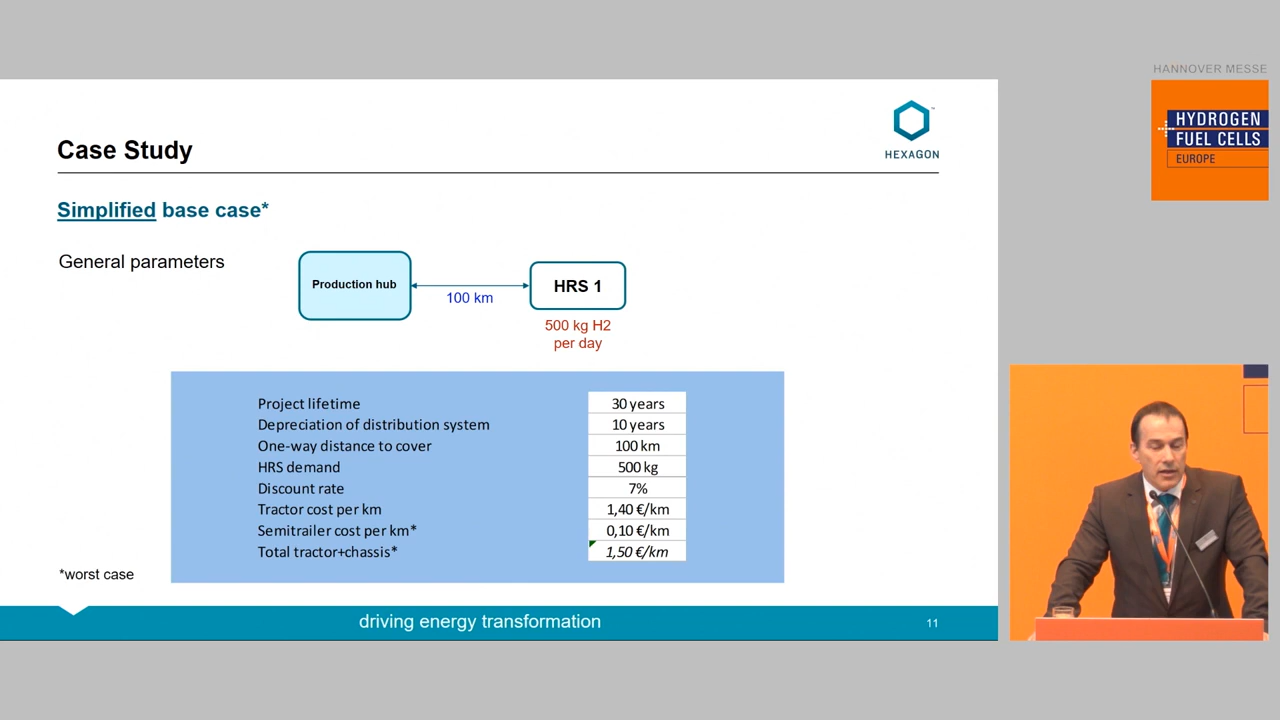 HANNOVER MESSE
HYDROGEN
FUEL CELLS
EUROPE
HEXAGON
™
Case Study
Simplified base case*
General parameters
Production hub
100 km
HRS 1
500 kg H2
per day
Project lifetime 30 years
Depreciation of distribution system 10 years
One-way distance to cover 100 km
HRS demand 500 kg
Discount rate 7%
Tractor cost per km 1,40 €/km
Semitrailer cost per km* 0,10 €/km
Total tractor+chassis* 1,50 €/km
*worst case
driving energy transformation
11